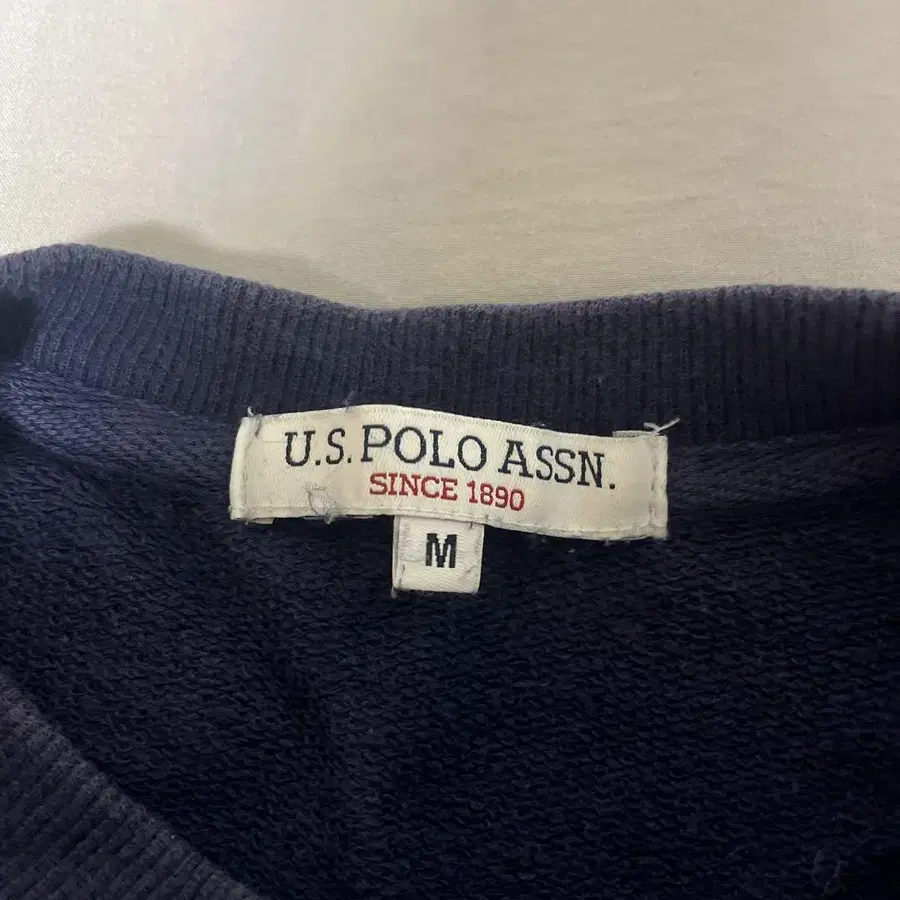 U.S. POLO ASSN.
SINCE 1890
M